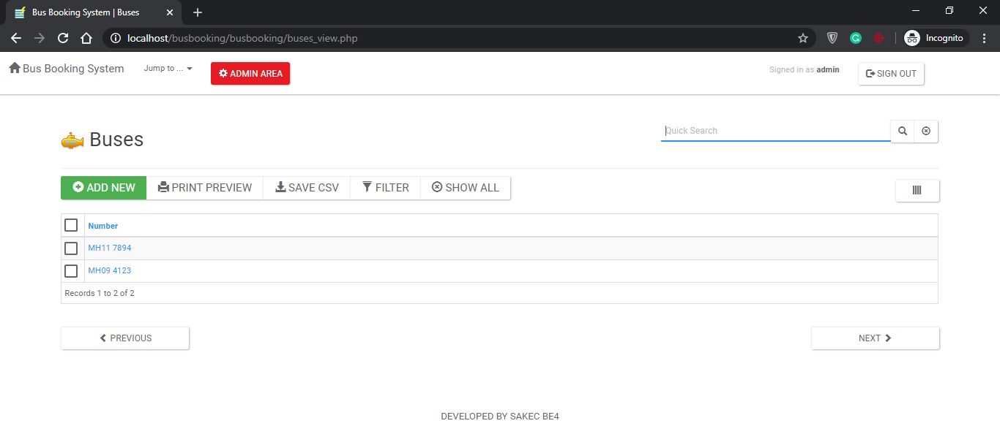 Bus Booking System | Buses
localhost/busbooking/busbooking/buses_view.php
Incognito
Bus Booking System
Jump to ...
ADMIN AREA
Signed in as admin
SIGN OUT
Buses
Quick Search
ADD NEW
PRINT PREVIEW
SAVE CSV
FILTER
SHOW ALL
Number
MH11 7894
MH09 4123
Records 1 to 2 of 2
PREVIOUS
NEXT
DEVELOPED BY SAKEC BE4